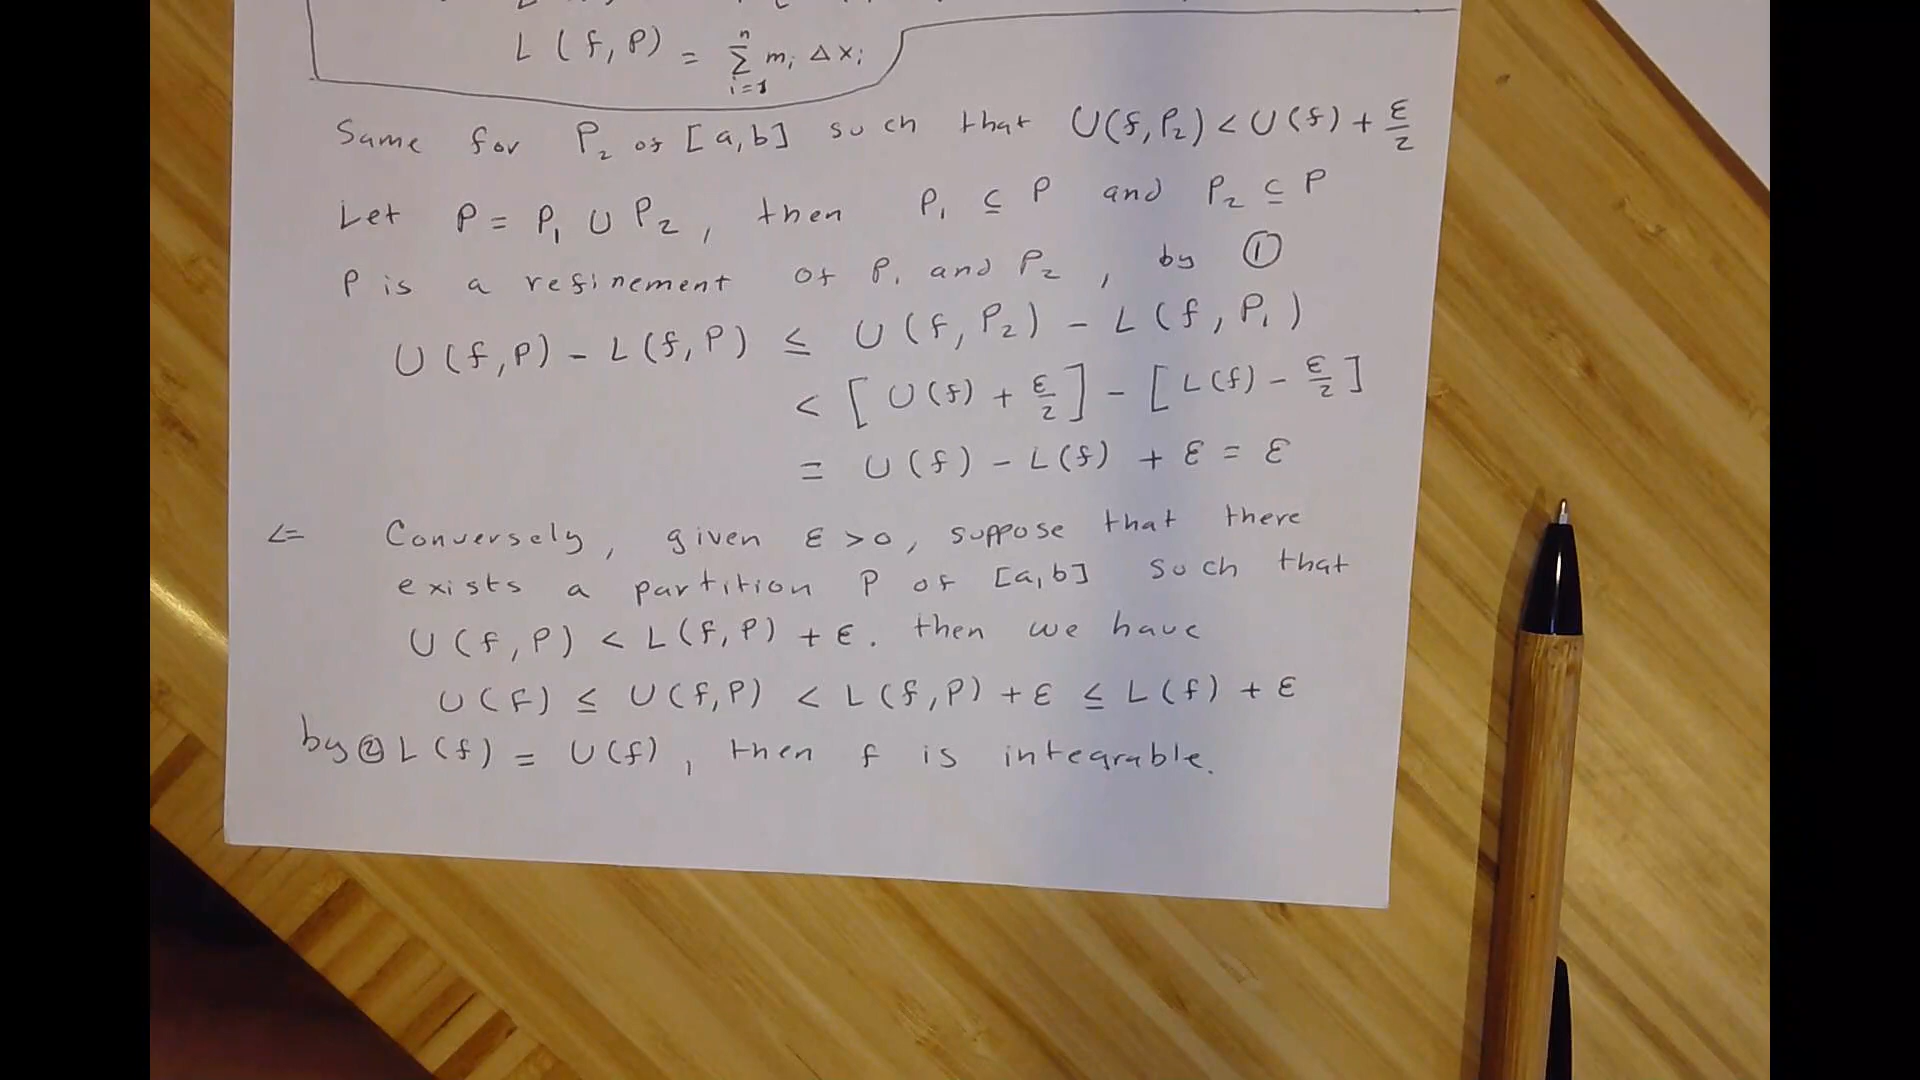 L (f, P) = n∑i=1 mᵢ Δxᵢ
Same for P₂ of [a,b] such that U(f,P₂) < U(f) + ε/2
Let P = P₁ ∪ P₂, then P₁ ⊆ P and P₂ ⊆ P
P is a refinement of P₁ and P₂, by ①
U(f,P) - L(f,P) ≤ U(f,P₂) - L(f,P₁)
< [U(f) + ε/2] - [L(f) - ε/2]
= U(f) - L(f) + ε = ε
<= Conversely, given ε >0, suppose that there
exists a partition P of [a,b] such that
U(f,P) < L(f,P) + ε. then we have
U(F) ≤ U(f,P) < L(f,P) + ε ≤ L(f) + ε
by ② L(f) = U(f), then f is integrable.